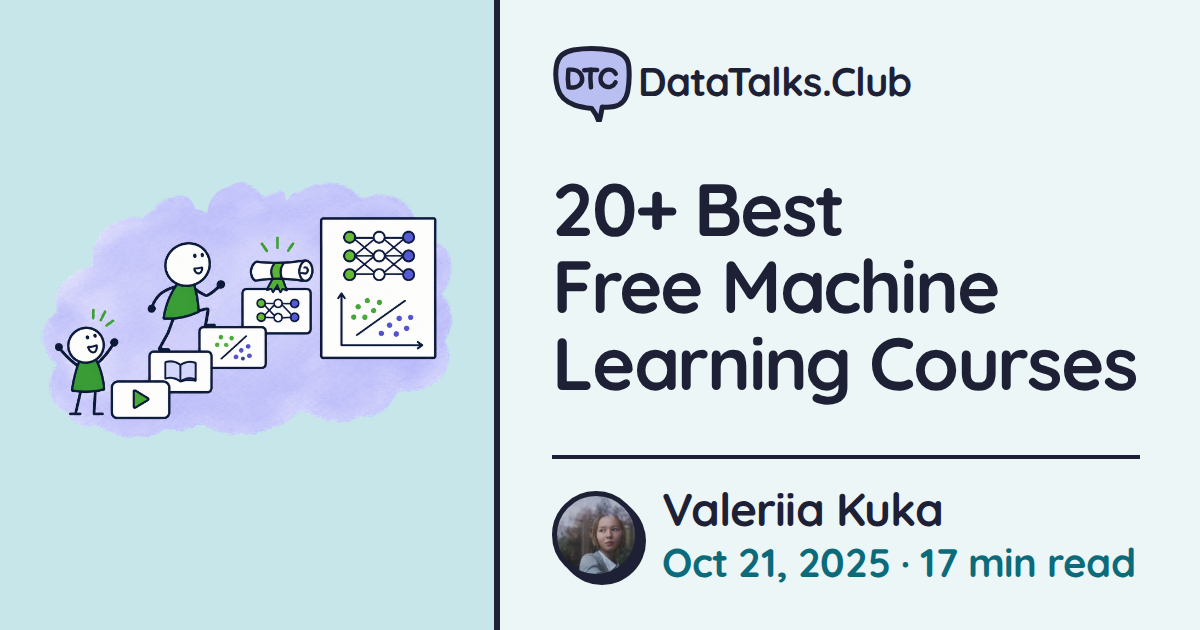 DTC DataTalks.Club
20+ Best
Free Machine
Learning Courses
Valeriia Kuka
Oct 21, 2025 · 17 min read